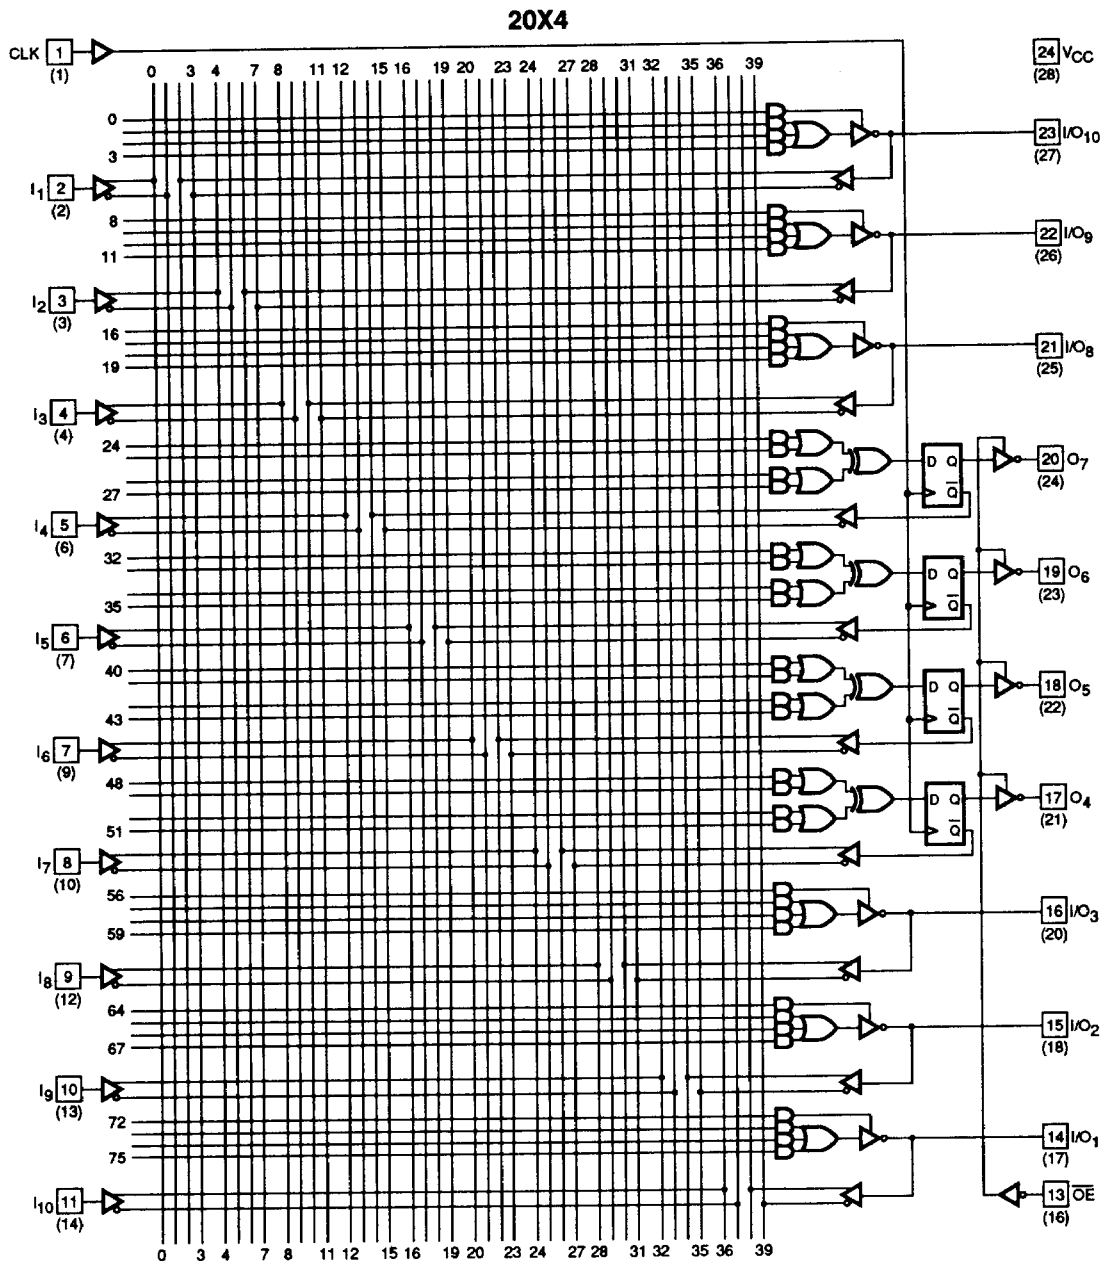 20X4
CLK 1 (1)
24 VCC (28)
0 3 4 7 8 11 12 15 16 19 20 23 24 27 28 31 32 35 36 39
0
3
23 I/O10 (27)
I1 2 (2)
8
11
22 I/O9 (26)
I2 3 (3)
16
19
21 I/O8 (25)
I3 4 (4)
24
27
D Q
Q̅
20 O7 (24)
I4 5 (6)
32
35
D Q
Q̅
19 O6 (23)
I5 6 (7)
40
43
D Q
Q̅
18 O5 (22)
I6 7 (9)
48
51
D Q
Q̅
17 O4 (21)
I7 8 (10)
56
59
16 I/O3 (20)
I8 9 (12)
64
67
15 I/O2 (18)
I9 10 (13)
72
75
14 I/O1 (17)
I10 11 (14)
13 O̅E̅ (16)
0 3 4 7 8 11 12 15 16 19 20 23 24 27 28 31 32 35 36 39